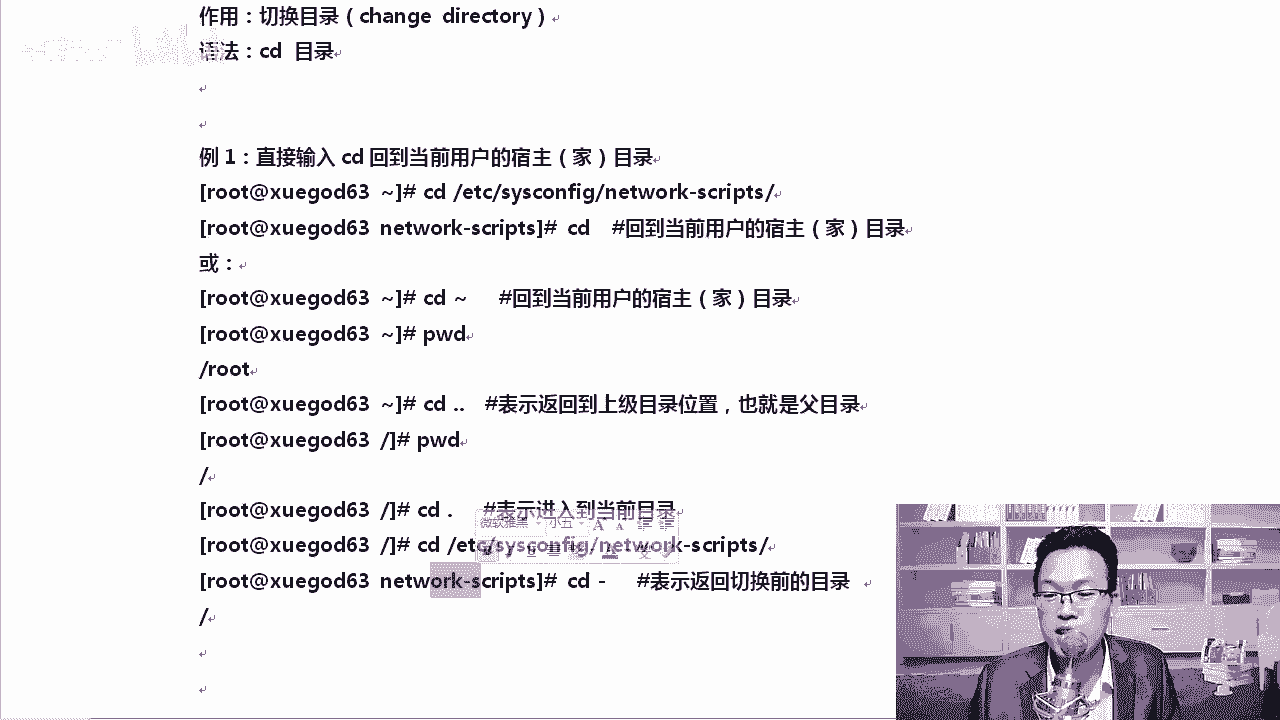 作用：切换目录（change directory）
语法：cd 目录
例 1：直接输入 cd 回到当前用户的宿主（家）目录
[root@xuegod63 ~]# cd /etc/sysconfig/network-scripts/
[root@xuegod63 network-scripts]# cd #回到当前用户的宿主（家）目录
或：
[root@xuegod63 ~]# cd ~ #回到当前用户的宿主（家）目录
[root@xuegod63 ~]# pwd
/root
[root@xuegod63 ~]# cd .. #表示返回到上级目录位置，也就是父目录
[root@xuegod63 /]# pwd
/
[root@xuegod63 /]# cd . #表示进入到当前目录
微软雅黑 小五
[root@xuegod63 /]# cd /etc/sysconfig/network-scripts/
[root@xuegod63 network-scripts]# cd - #表示返回切换前的目录
/